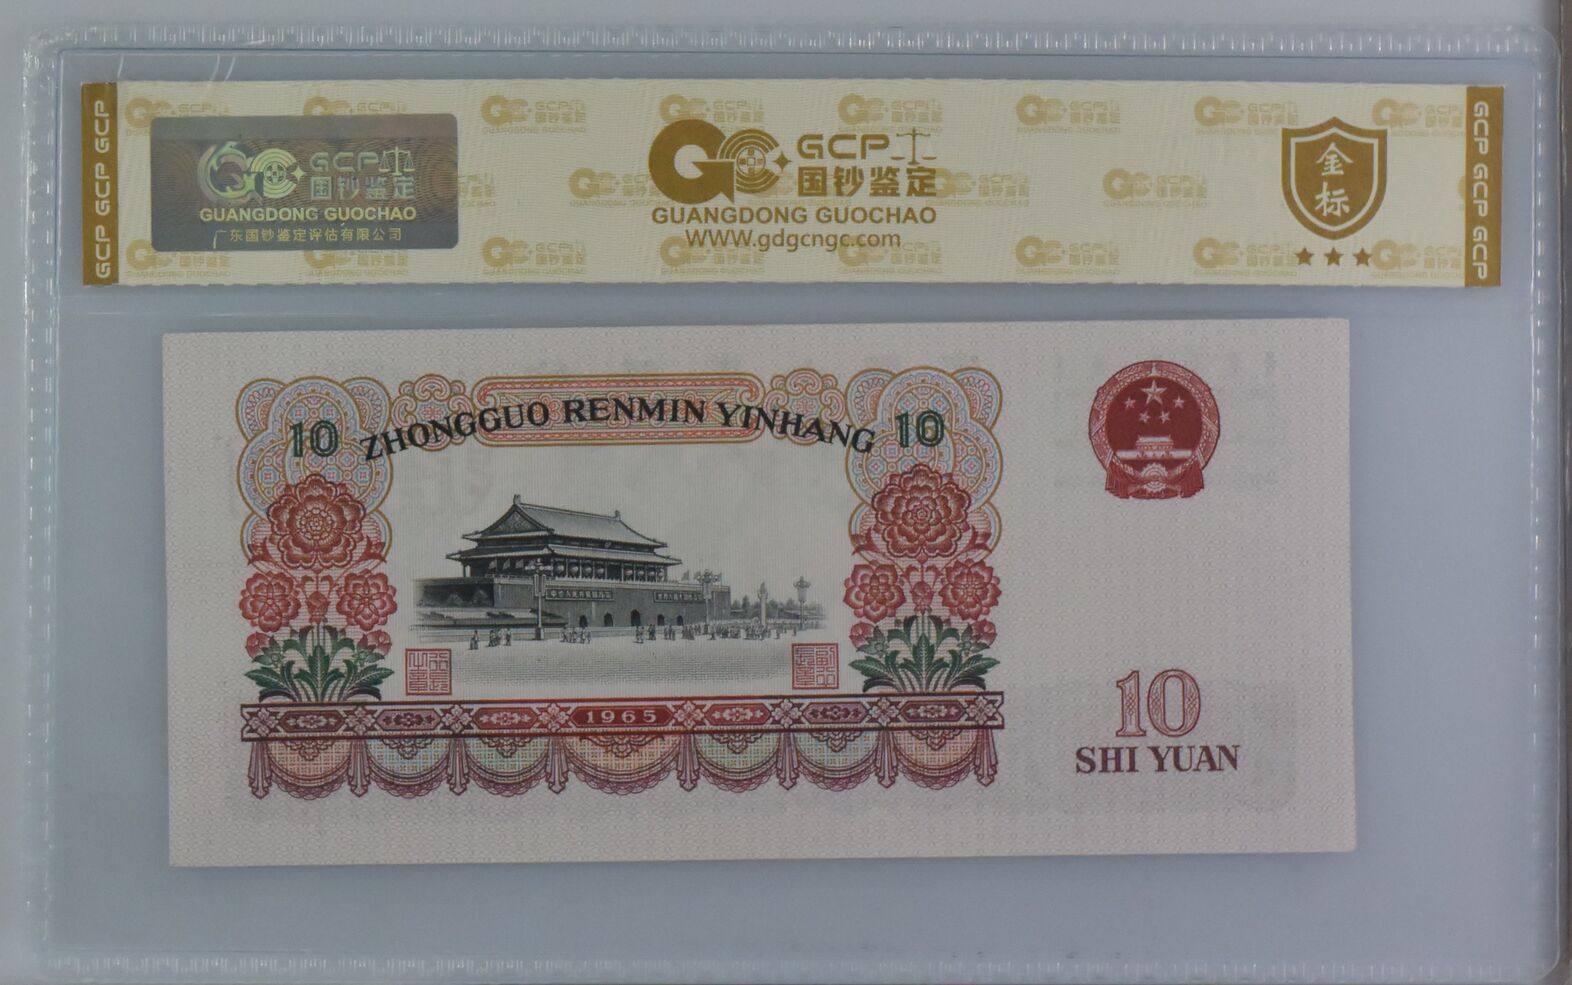 GCP GCP GCP
GCP
国钞鉴定
GUANGDONG GUOCHAO
广东国钞鉴定评估有限公司
GCP
国钞鉴定
GUANGDONG GUOCHAO
WWW.gdgcngc.com
金标
GCP GCP GCP
10 ZHONGGUO RENMIN YINHANG 10
1965
10
SHI YUAN